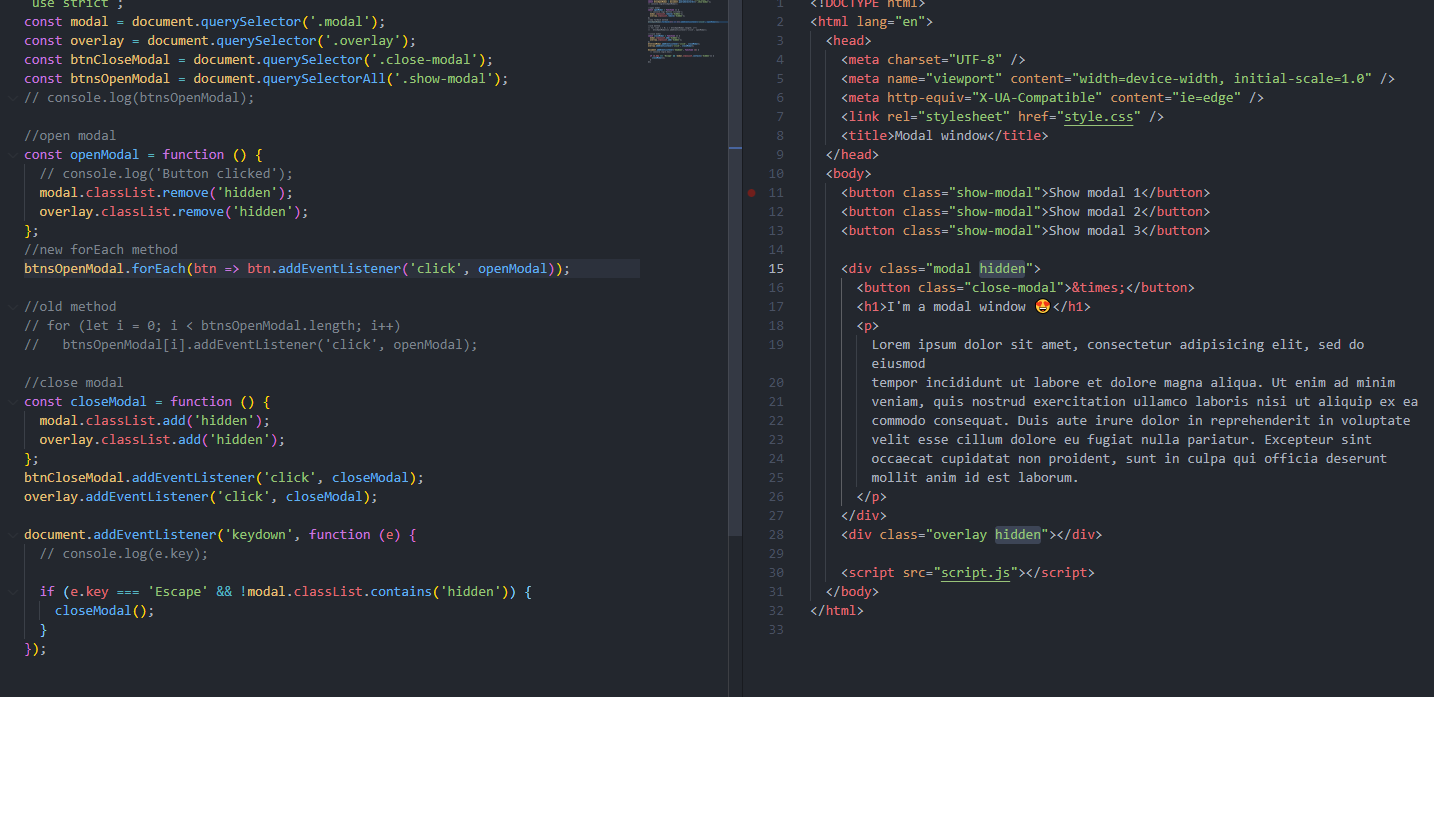 'use strict';
const modal = document.querySelector('.modal');
const overlay = document.querySelector('.overlay');
const btnCloseModal = document.querySelector('.close-modal');
const btnsOpenModal = document.querySelectorAll('.show-modal');
// console.log(btnsOpenModal);
//open modal
const openModal = function () {
// console.log('Button clicked');
modal.classList.remove('hidden');
overlay.classList.remove('hidden');
};
//new forEach method
btnsOpenModal.forEach(btn => btn.addEventListener('click', openModal));
//old method
// for (let i = 0; i < btnsOpenModal.length; i++)
//   btnsOpenModal[i].addEventListener('click', openModal);
//close modal
const closeModal = function () {
modal.classList.add('hidden');
overlay.classList.add('hidden');
};
btnCloseModal.addEventListener('click', closeModal);
overlay.addEventListener('click', closeModal);
document.addEventListener('keydown', function (e) {
// console.log(e.key);
if (e.key === 'Escape' && !modal.classList.contains('hidden')) {
closeModal();
}
});
1 <!DOCTYPE html>
2 <html lang="en">
3 <head>
4 <meta charset="UTF-8" />
5 <meta name="viewport" content="width=device-width, initial-scale=1.0" />
6 <meta http-equiv="X-UA-Compatible" content="ie=edge" />
7 <link rel="stylesheet" href="style.css" />
8 <title>Modal window</title>
9 </head>
10 <body>
11 <button class="show-modal">Show modal 1</button>
12 <button class="show-modal">Show modal 2</button>
13 <button class="show-modal">Show modal 3</button>
14
15 <div class="modal hidden">
16 <button class="close-modal">&times;</button>
17 <h1>I'm a modal window 😍</h1>
18 <p>
19 Lorem ipsum dolor sit amet, consectetur adipisicing elit, sed do
eiusmod
20 tempor incididunt ut labore et dolore magna aliqua. Ut enim ad minim
21 veniam, quis nostrud exercitation ullamco laboris nisi ut aliquip ex ea
22 commodo consequat. Duis aute irure dolor in reprehenderit in voluptate
23 velit esse cillum dolore eu fugiat nulla pariatur. Excepteur sint
24 occaecat cupidatat non proident, sunt in culpa qui officia deserunt
25 mollit anim id est laborum.
26 </p>
27 </div>
28 <div class="overlay hidden"></div>
29
30 <script src="script.js"></script>
31 </body>
32 </html>
33